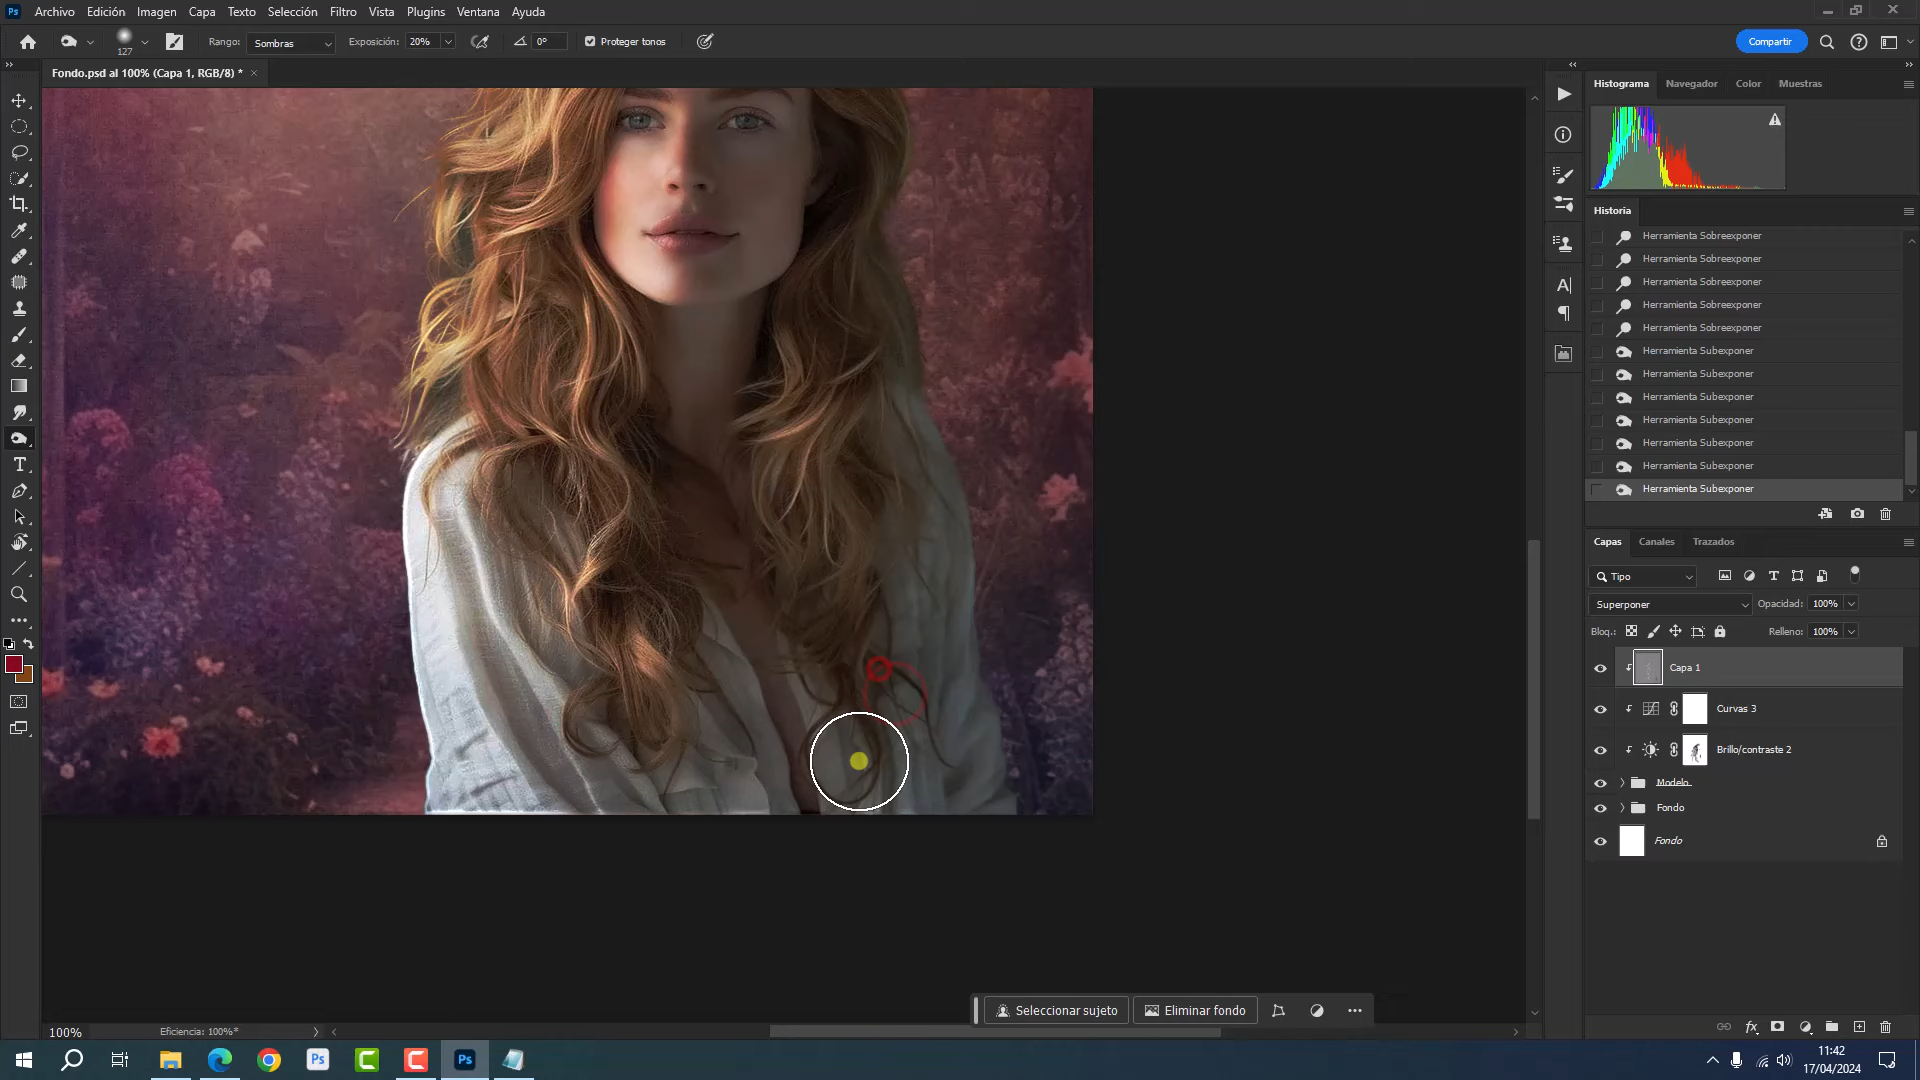 Ps Archivo Edición Imagen Capa Texto Selección Filtro Vista Plugins Ventana Ayuda
127 Rango: Sombras Exposición: 20% 0° Proteger tonos Compartir
Fondo.psd al 100% (Capa 1, RGB/8) *
Histograma Navegador Color Muestras
Historia
Herramienta Sobreexponer
Herramienta Sobreexponer
Herramienta Sobreexponer
Herramienta Sobreexponer
Herramienta Sobreexponer
Herramienta Subexponer
Herramienta Subexponer
Herramienta Subexponer
Herramienta Subexponer
Herramienta Subexponer
Herramienta Subexponer
Herramienta Subexponer
Capas Canales Trazados
Tipo
Superponer Opacidad: 100%
Bloq.: Relleno: 100%
Capa 1
Curvas 3
Brillo/contraste 2
Modelo
Fondo
Fondo
Seleccionar sujeto Eliminar fondo
100% Eficiencia: 100%*
Ps Ps
11:42
17/04/2024